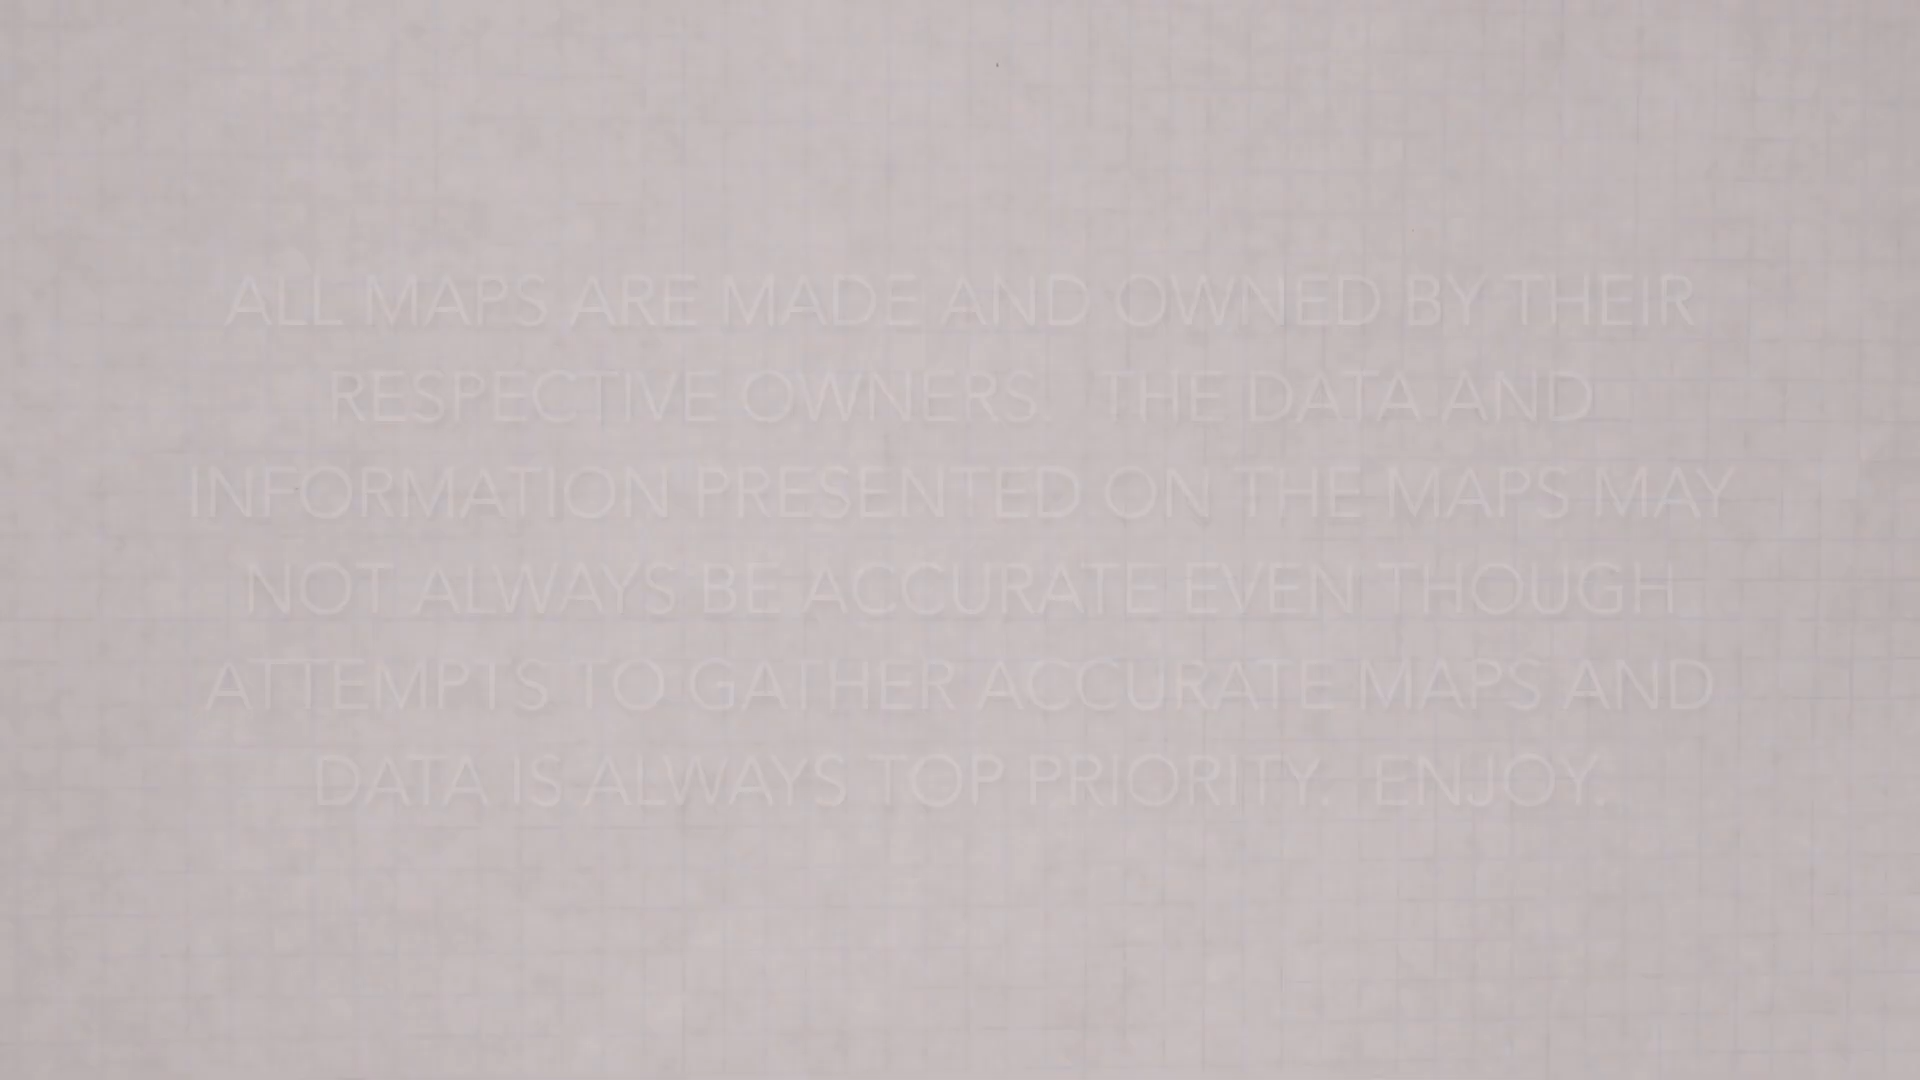 ALL MAPS ARE MADE AND OWNED BY THEIR
RESPECTIVE OWNERS. THE DATA AND
INFORMATION PRESENTED ON THE MAPS MAY
NOT ALWAYS BE ACCURATE EVEN THOUGH
ATTEMPTS TO GATHER ACCURATE MAPS AND
DATA IS ALWAYS TOP PRIORITY. ENJOY.